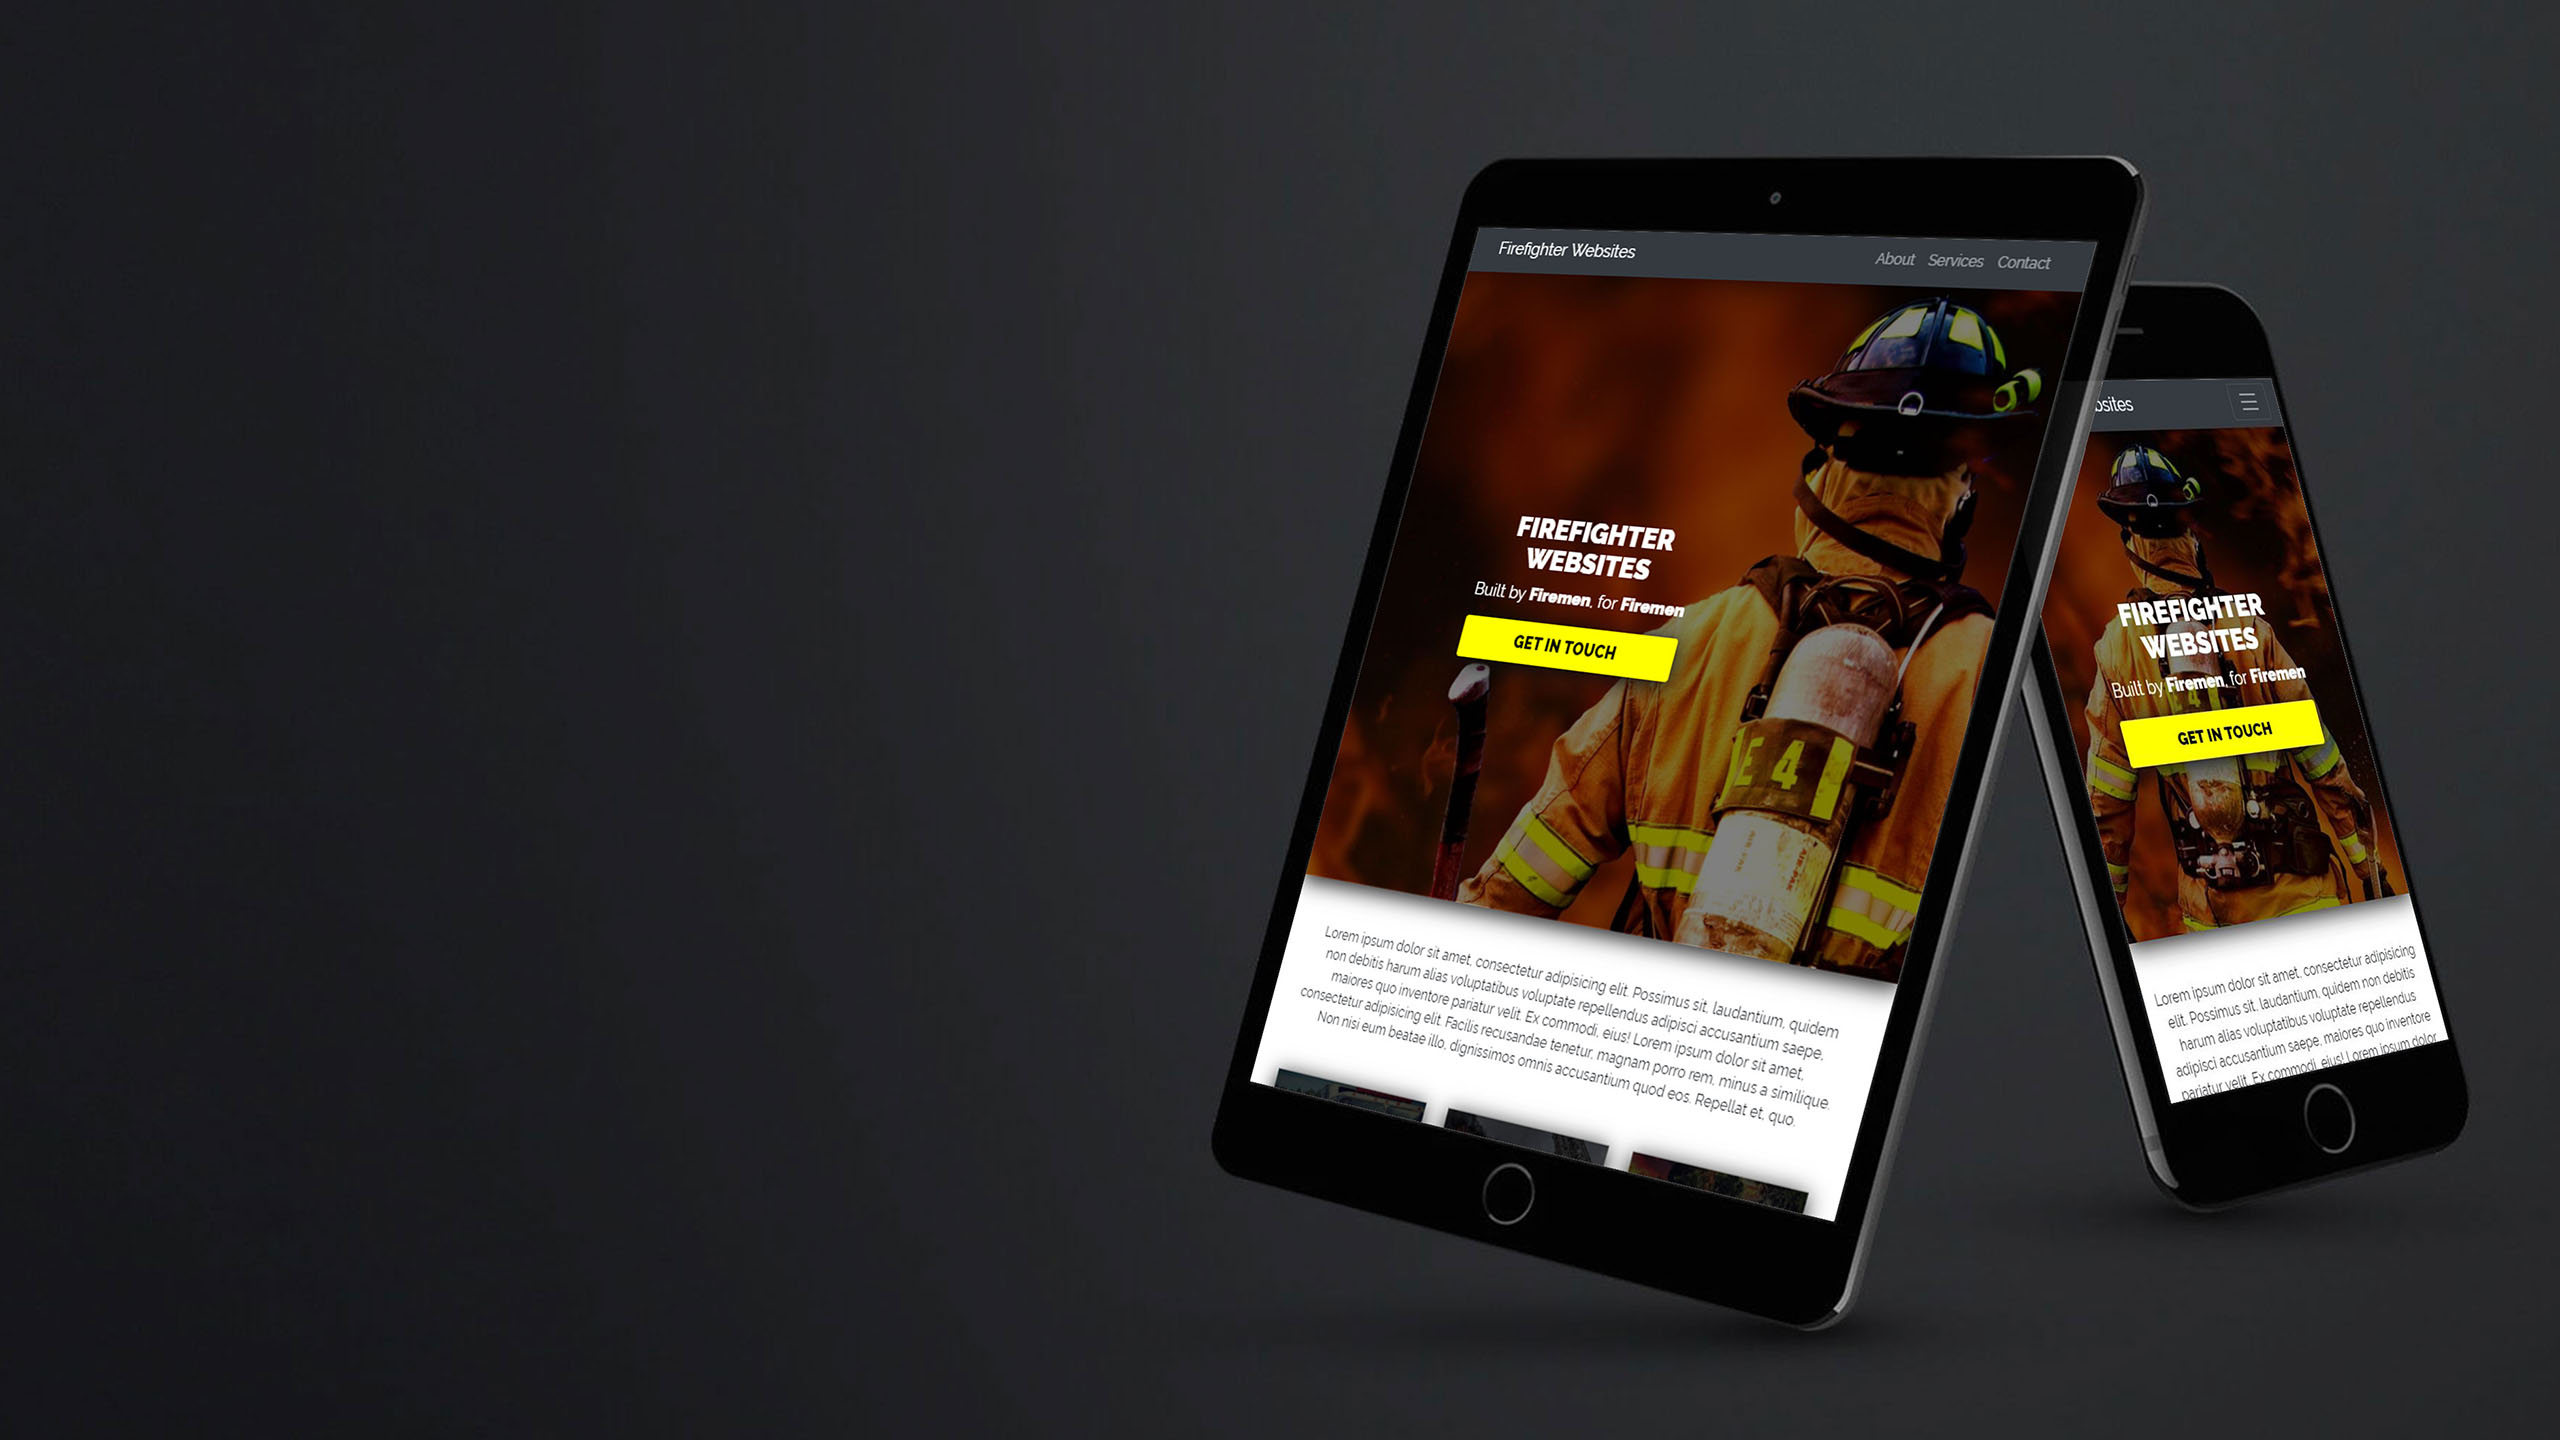 Firefighter Websites
About Services Contact
FIREFIGHTER
WEBSITES
Built by Firemen, for Firemen
GET IN TOUCH
E 4
Lorem ipsum dolor sit amet, consectetur adipisicing elit. Possimus sit, laudantium, quidem
non debitis harum alias voluptatibus voluptate repellendus adipisci accusantium saepe,
maiores quo inventore pariatur velit. Ex commodi, eius! Lorem ipsum dolor sit amet,
consectetur adipisicing elit. Facilis recusandae tenetur, magnam porro rem, minus a similique.
Non nisi eum beatae illo, dignissimos omnis accusantium quod eos. Repellat et, quo.
bsites
FIREFIGHTER
WEBSITES
Built by Firemen, for Firemen
GET IN TOUCH
Lorem ipsum dolor sit amet, consectetur adipisicing
elit. Possimus sit, laudantium, quidem non debitis
harum alias voluptatibus voluptate repellendus
adipisci accusantium saepe, maiores quo inventore
pariatur velit. Ex commodi, eius! Lorem ipsum dolor